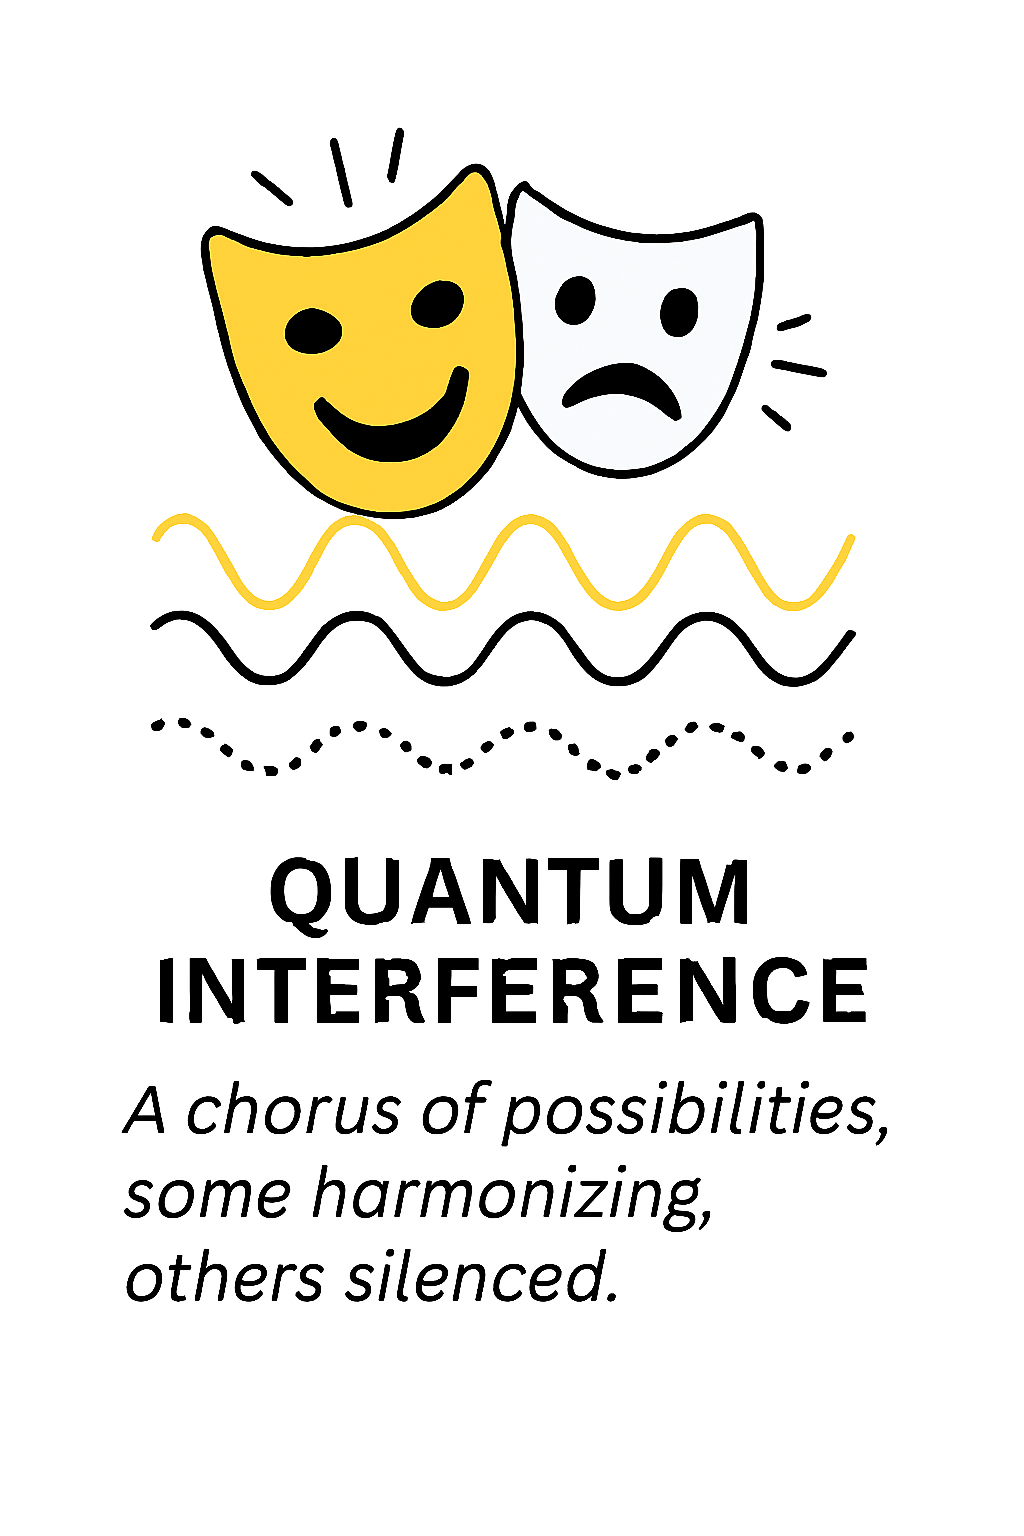 QUANTUM
INTERFERENCE
A chorus of possibilities,
some harmonizing,
others silenced.